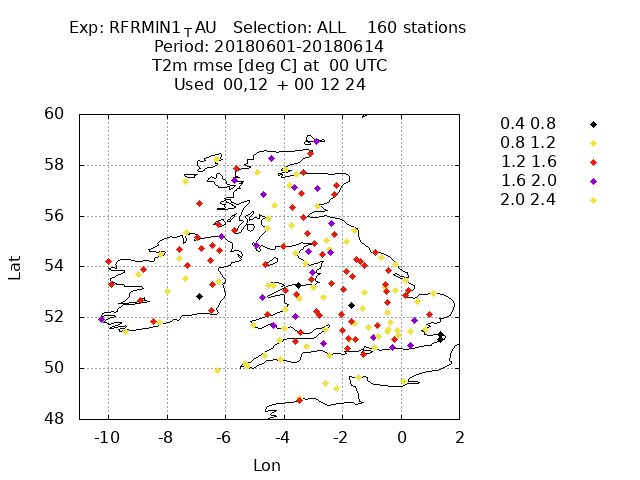 Exp: RFRMIN1_TAU Selection: ALL 160 stations
Period: 20180601-20180614
T2m rmse [deg C] at 00 UTC
Used 00,12 + 00 12 24
0.4 0.8
0.8 1.2
1.2 1.6
1.6 2.0
2.0 2.4
60
58
56
54
52
50
48
Lat
-10 -8 -6 -4 -2 0 2
Lon